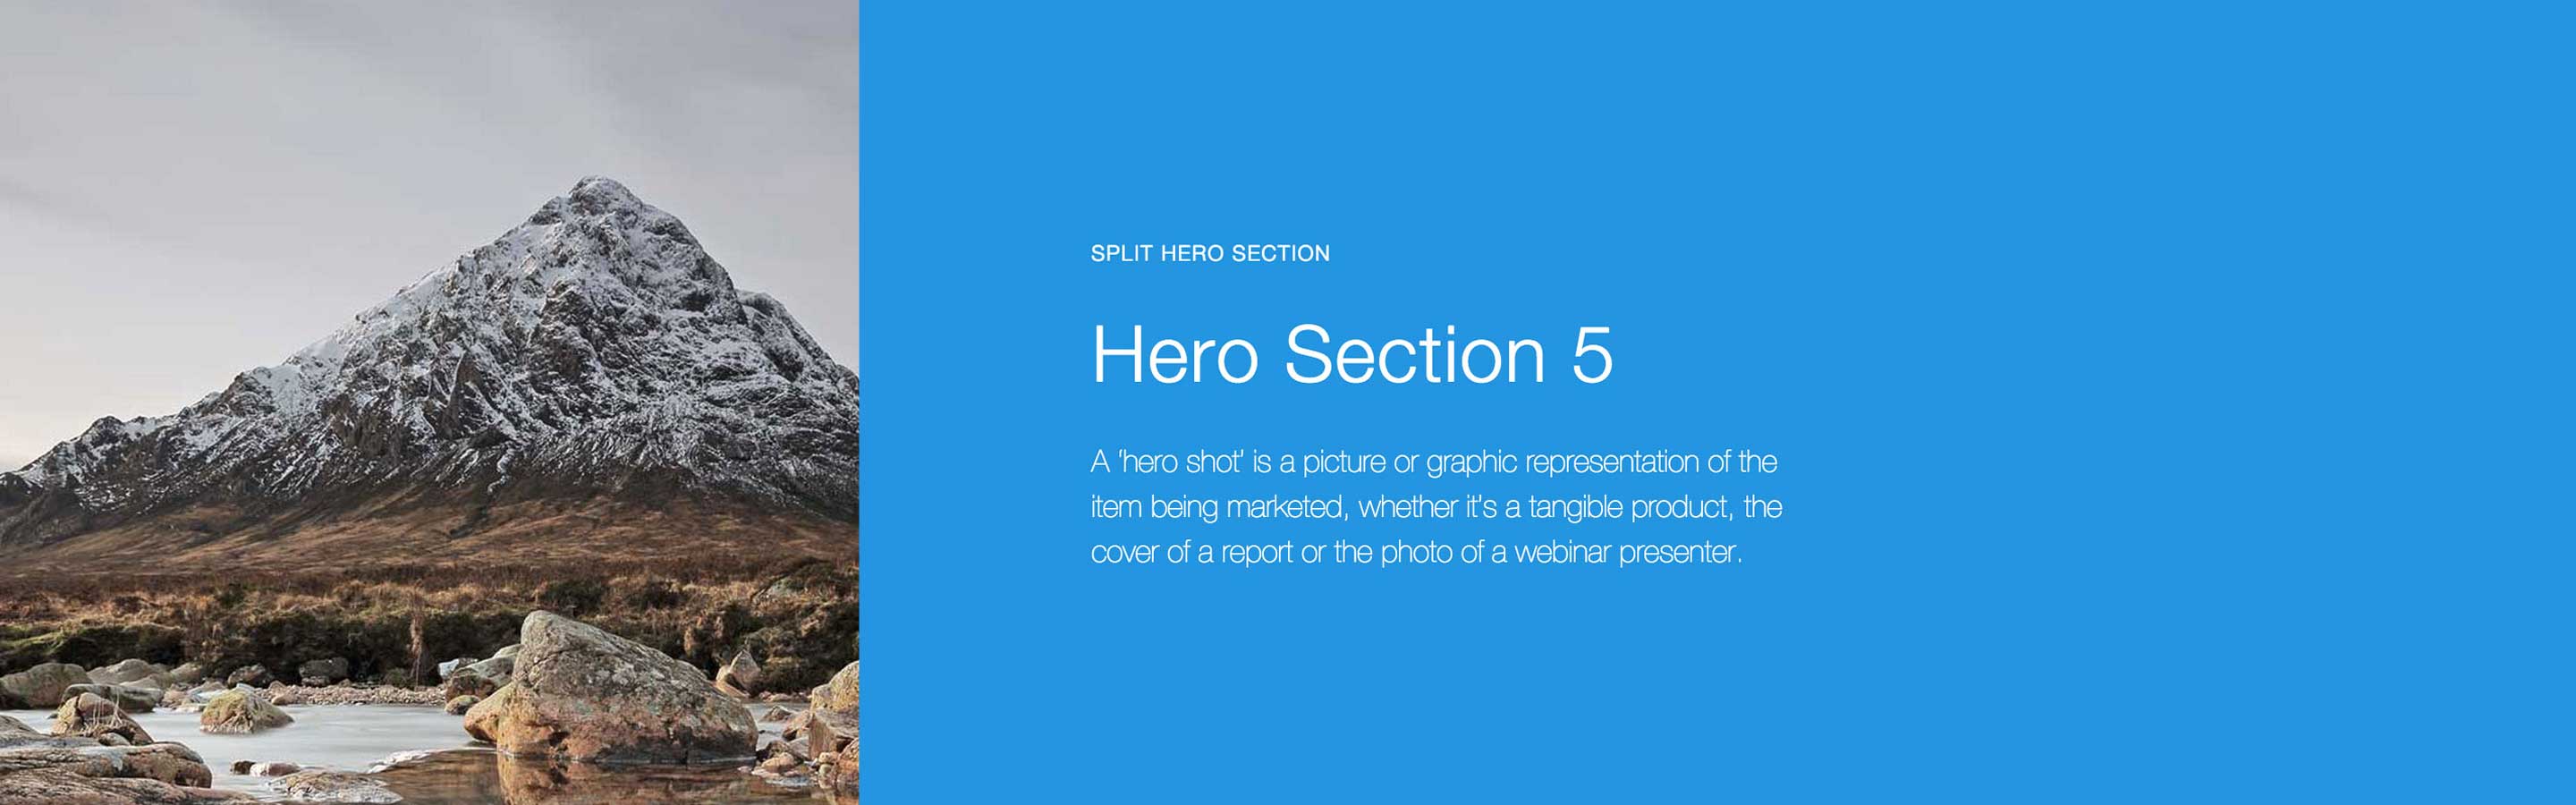 SPLIT HERO SECTION
Hero Section 5
A 'hero shot' is a picture or graphic representation of the
item being marketed, whether it's a tangible product, the
cover of a report or the photo of a webinar presenter.